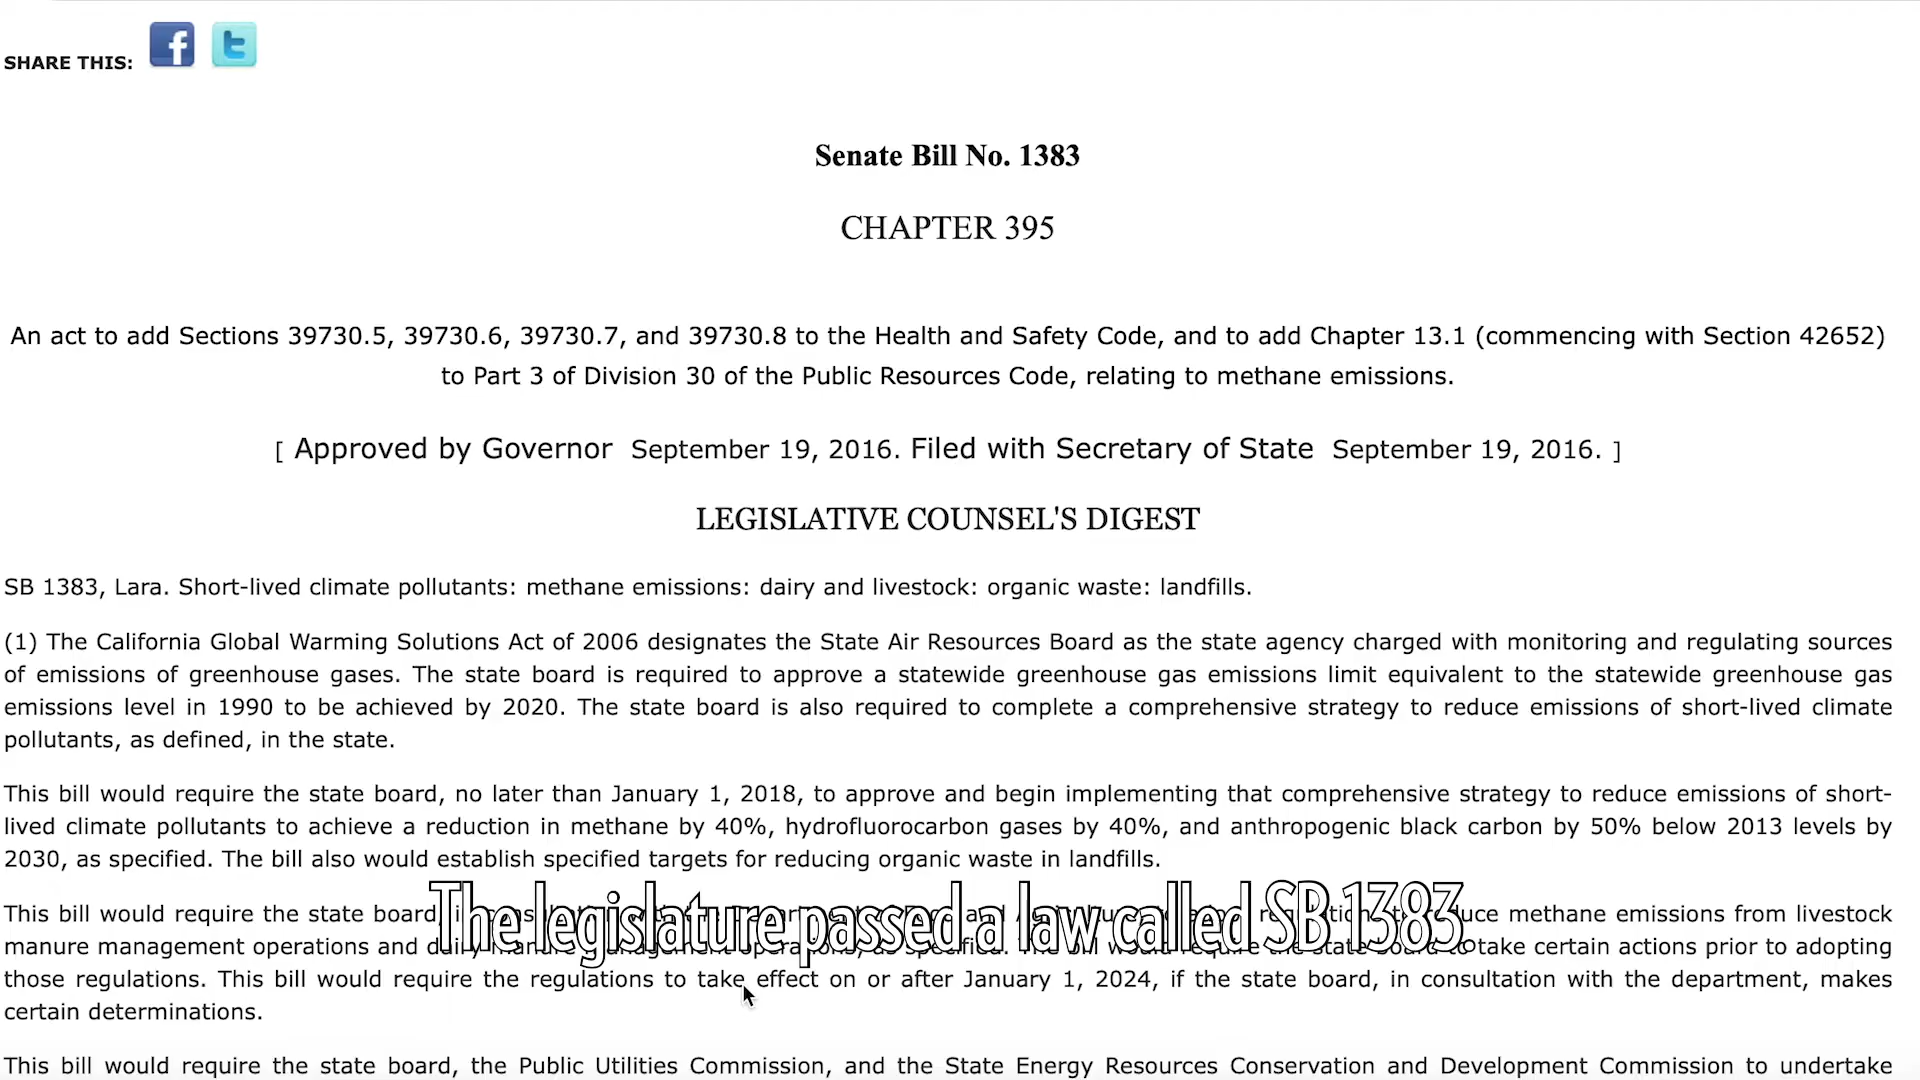 SHARE THIS:
Senate Bill No. 1383
CHAPTER 395
An act to add Sections 39730.5, 39730.6, 39730.7, and 39730.8 to the Health and Safety Code, and to add Chapter 13.1 (commencing with Section 42652)
to Part 3 of Division 30 of the Public Resources Code, relating to methane emissions.
[ Approved by Governor September 19, 2016. Filed with Secretary of State September 19, 2016. ]
LEGISLATIVE COUNSEL'S DIGEST
SB 1383, Lara. Short-lived climate pollutants: methane emissions: dairy and livestock: organic waste: landfills.
(1) The California Global Warming Solutions Act of 2006 designates the State Air Resources Board as the state agency charged with monitoring and regulating sources
of emissions of greenhouse gases. The state board is required to approve a statewide greenhouse gas emissions limit equivalent to the statewide greenhouse gas
emissions level in 1990 to be achieved by 2020. The state board is also required to complete a comprehensive strategy to reduce emissions of short-lived climate
pollutants, as defined, in the state.
This bill would require the state board, no later than January 1, 2018, to approve and begin implementing that comprehensive strategy to reduce emissions of short-
lived climate pollutants to achieve a reduction in methane by 40%, hydrofluorocarbon gases by 40%, and anthropogenic black carbon by 50% below 2013 levels by
2030, as specified. The bill also would establish specified targets for reducing organic waste in landfills.
This bill would require the state board, methane emissions from livestock
The legislature passed a law called SB 1383
manure management operations and take certain actions prior to adopting
those regulations. This bill would require the regulations to take effect on or after January 1, 2024, if the state board, in consultation with the department, makes
certain determinations.
This bill would require the state board, the Public Utilities Commission, and the State Energy Resources Conservation and Development Commission to undertake